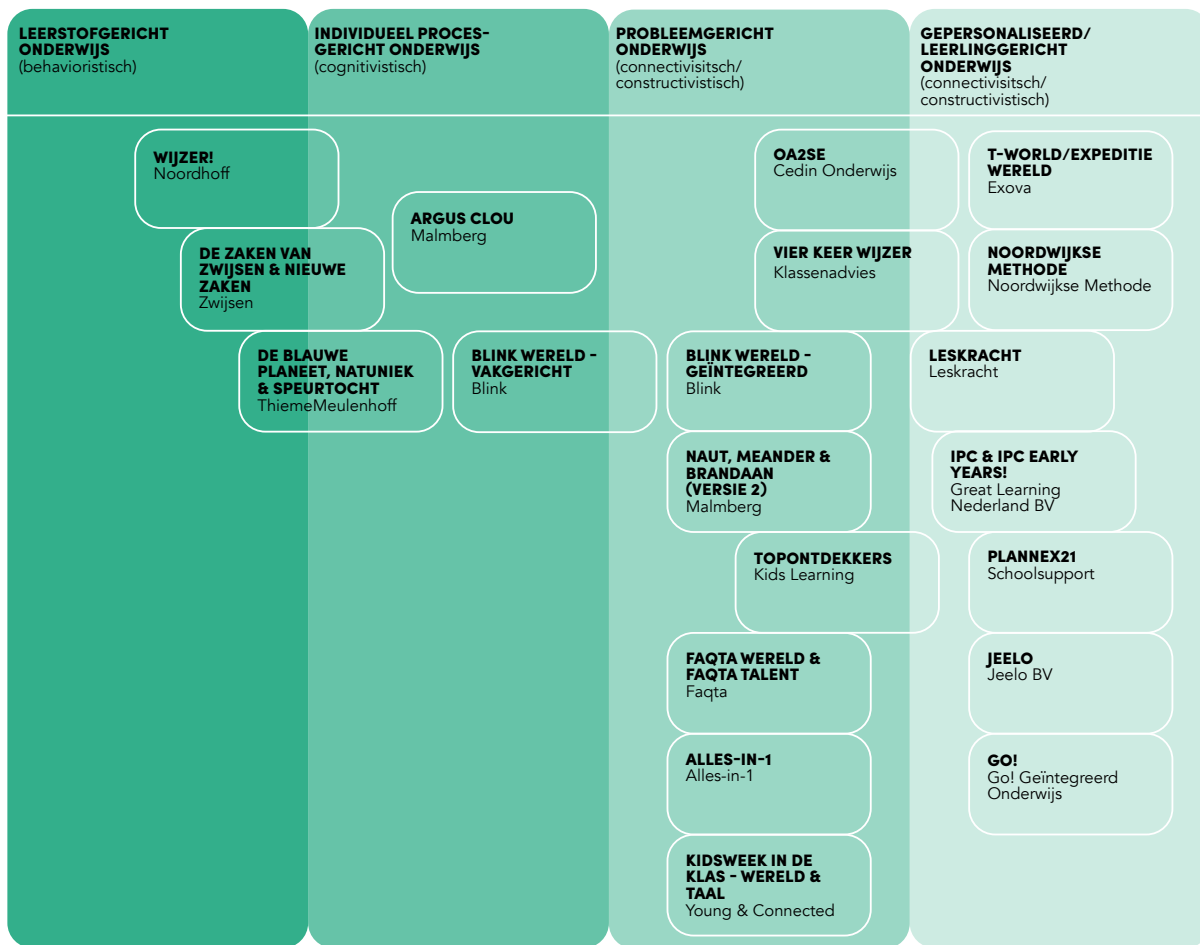 LEERSTOFGERICHT
ONDERWIJS
(behavioristisch)
INDIVIDUEEL PROCES-
GERICHT ONDERWIJS
(cognitivistisch)
PROBLEEMGERICHT
ONDERWIJS
(connectivisitsch/
constructivistisch)
GEPERSONALISEERD/
LEERLINGGERICHT
ONDERWIJS
(connectivisitsch/
constructivistisch)
WIJZER!
Noordhoff
DE ZAKEN VAN
ZWIJSEN & NIEUWE
ZAKEN
Zwijsen
DE BLAUWE
PLANEET, NATUNIEK
& SPEURTOCHT
ThiemeMeulenhoff
ARGUS CLOU
Malmberg
BLINK WERELD -
VAKGERICHT
Blink
OA2SE
Cedin Onderwijs
VIER KEER WIJZER
Klassenadvies
BLINK WERELD -
GEÏNTEGREERD
Blink
NAUT, MEANDER &
BRANDAAN
(VERSIE 2)
Malmberg
TOPONTDEKKERS
Kids Learning
FAQTA WERELD &
FAQTA TALENT
Faqta
ALLES-IN-1
Alles-in-1
KIDSWEEK IN DE
KLAS - WERELD &
TAAL
Young & Connected
T-WORLD/EXPEDITIE
WERELD
Exova
NOORDWIJKSE
METHODE
Noordwijkse Methode
LESKRACHT
Leskracht
IPC & IPC EARLY
YEARS!
Great Learning
Nederland BV
PLANNEX21
Schoolsupport
JEELO
Jeelo BV
GO!
Go! Geïntegreerd
Onderwijs